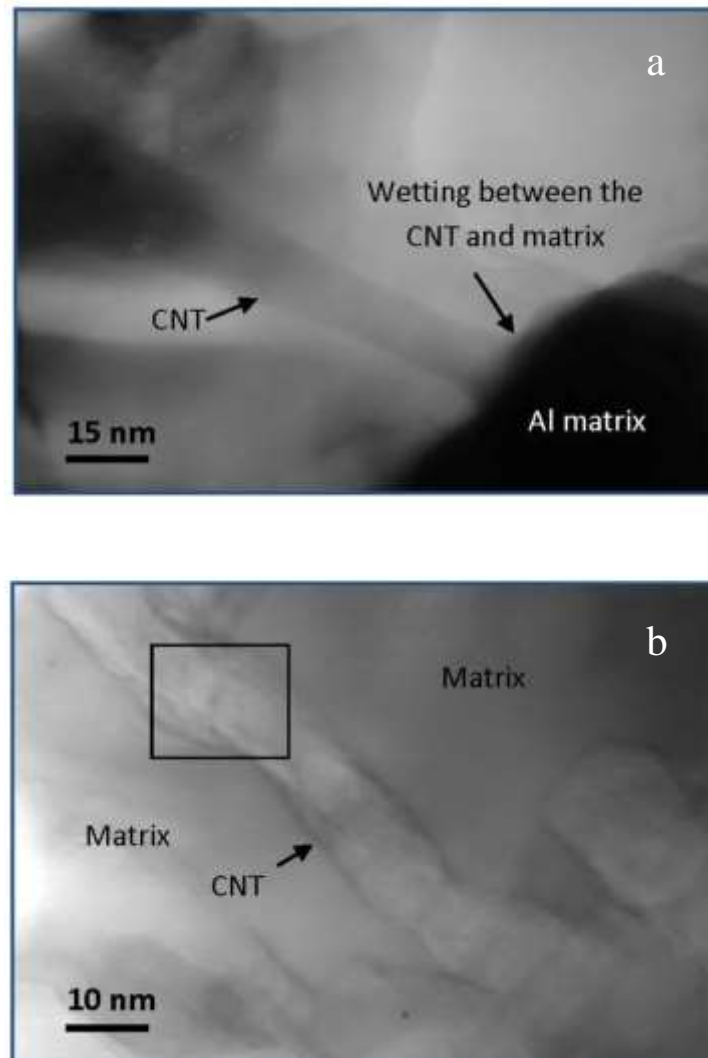 a
Wetting between the
CNT and matrix
CNT
Al matrix
15 nm
b
Matrix
Matrix
CNT
10 nm